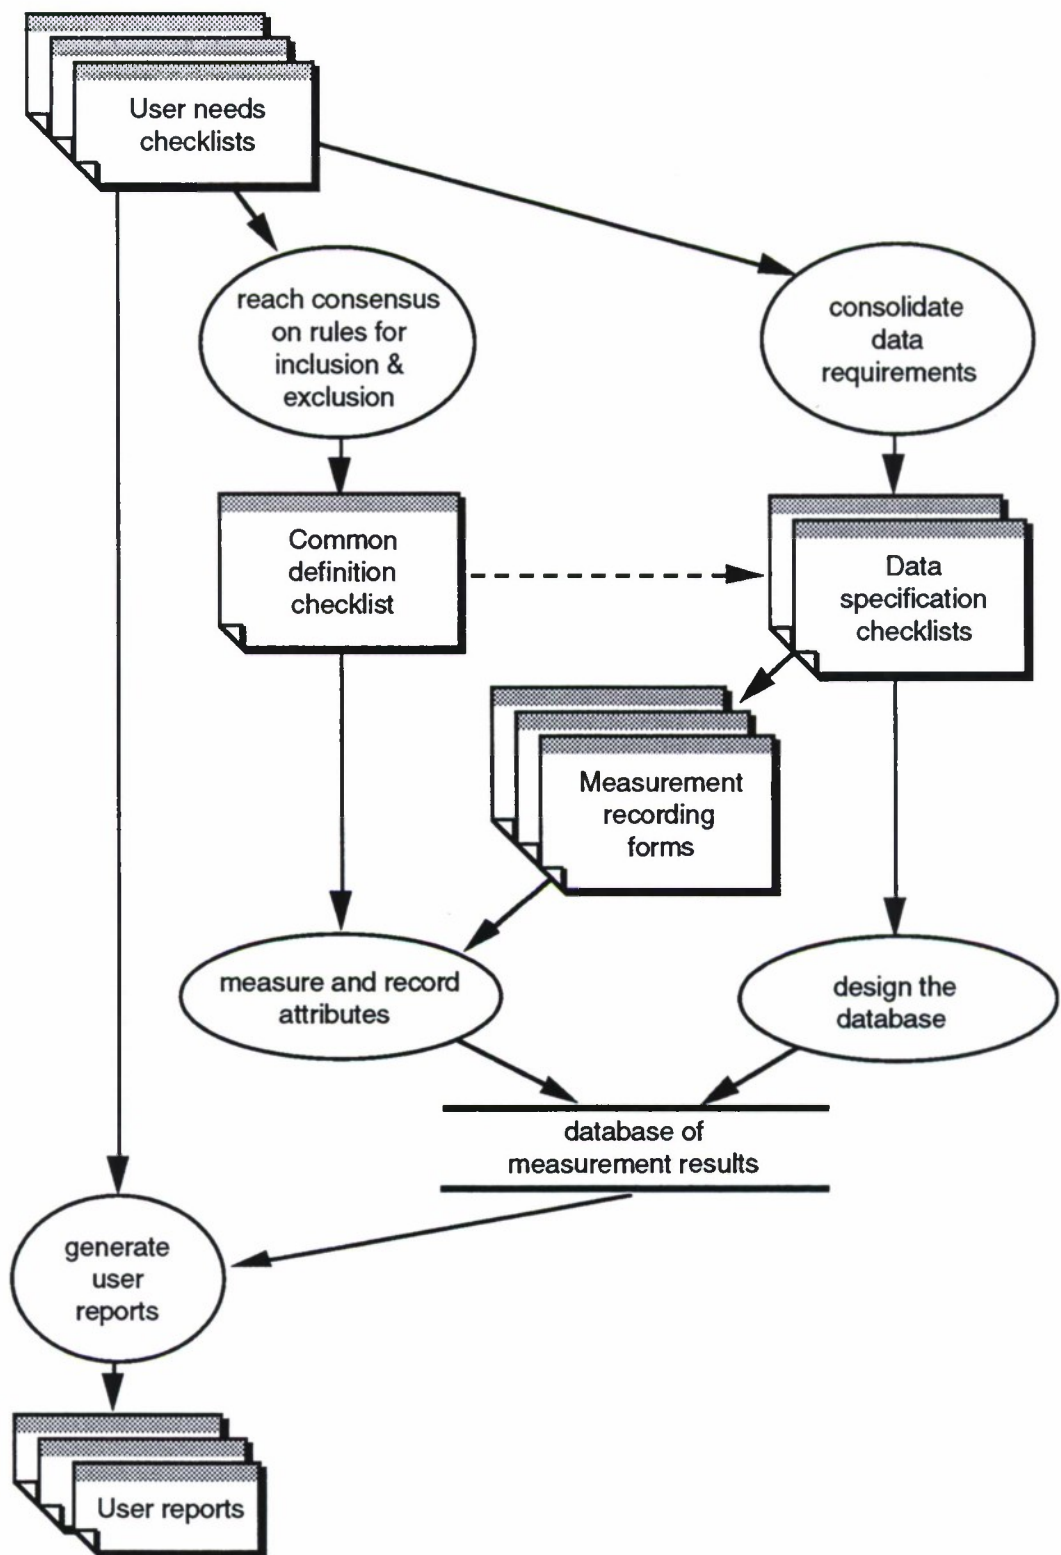 User needs
checklists
reach consensus
on rules for
inclusion &
exclusion
consolidate
data
requirements
Common
definition
checklist
Data
specification
checklists
Measurement
recording
forms
measure and record
attributes
design the
database
database of
measurement results
generate
user
reports
User reports